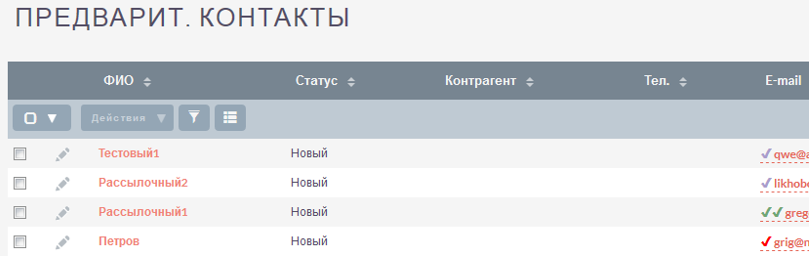 ПРЕДВАРИТ. КОНТАКТЫ
ФИО Статус Контрагент Тел. E-mail
Действия
Тестовый1 Новый qwe@
Рассылочный2 Новый likhob
Рассылочный1 Новый greg
Петров Новый grig@